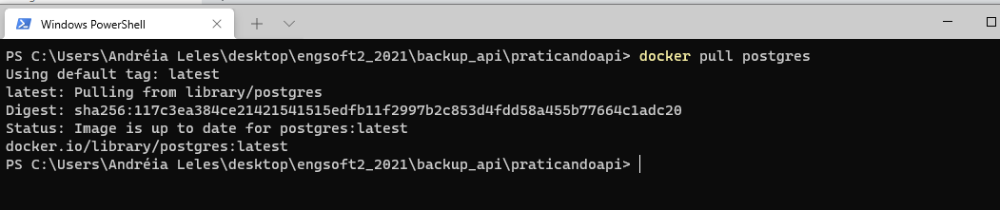 Windows PowerShell
PS C:\Users\Andréia Leles\desktop\engsoft2_2021\backup_api\praticandoapi> docker pull postgres
Using default tag: latest
latest: Pulling from library/postgres
Digest: sha256:117c3ea384ce21421541515edfb11f2997b2c853d4fdd58a455b77664c1adc20
Status: Image is up to date for postgres:latest
docker.io/library/postgres:latest
PS C:\Users\Andréia Leles\desktop\engsoft2_2021\backup_api\praticandoapi>